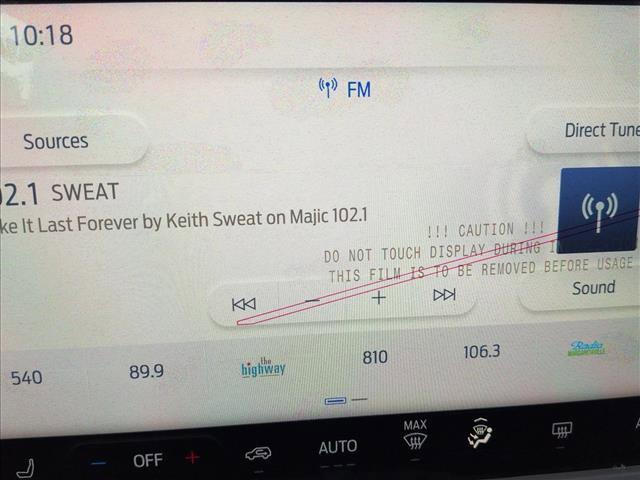 10:18
FM
Sources
Direct Tune
02.1 SWEAT
ke It Last Forever by Keith Sweat on Majic 102.1
!!! CAUTION !!!
DO NOT TOUCH DISPLAY DURING
THIS FILM IS TO BE REMOVED BEFORE USAGE
Sound
540 89.9 the highway 810 106.3 Radio MARGARITAVILLE
OFF AUTO MAX